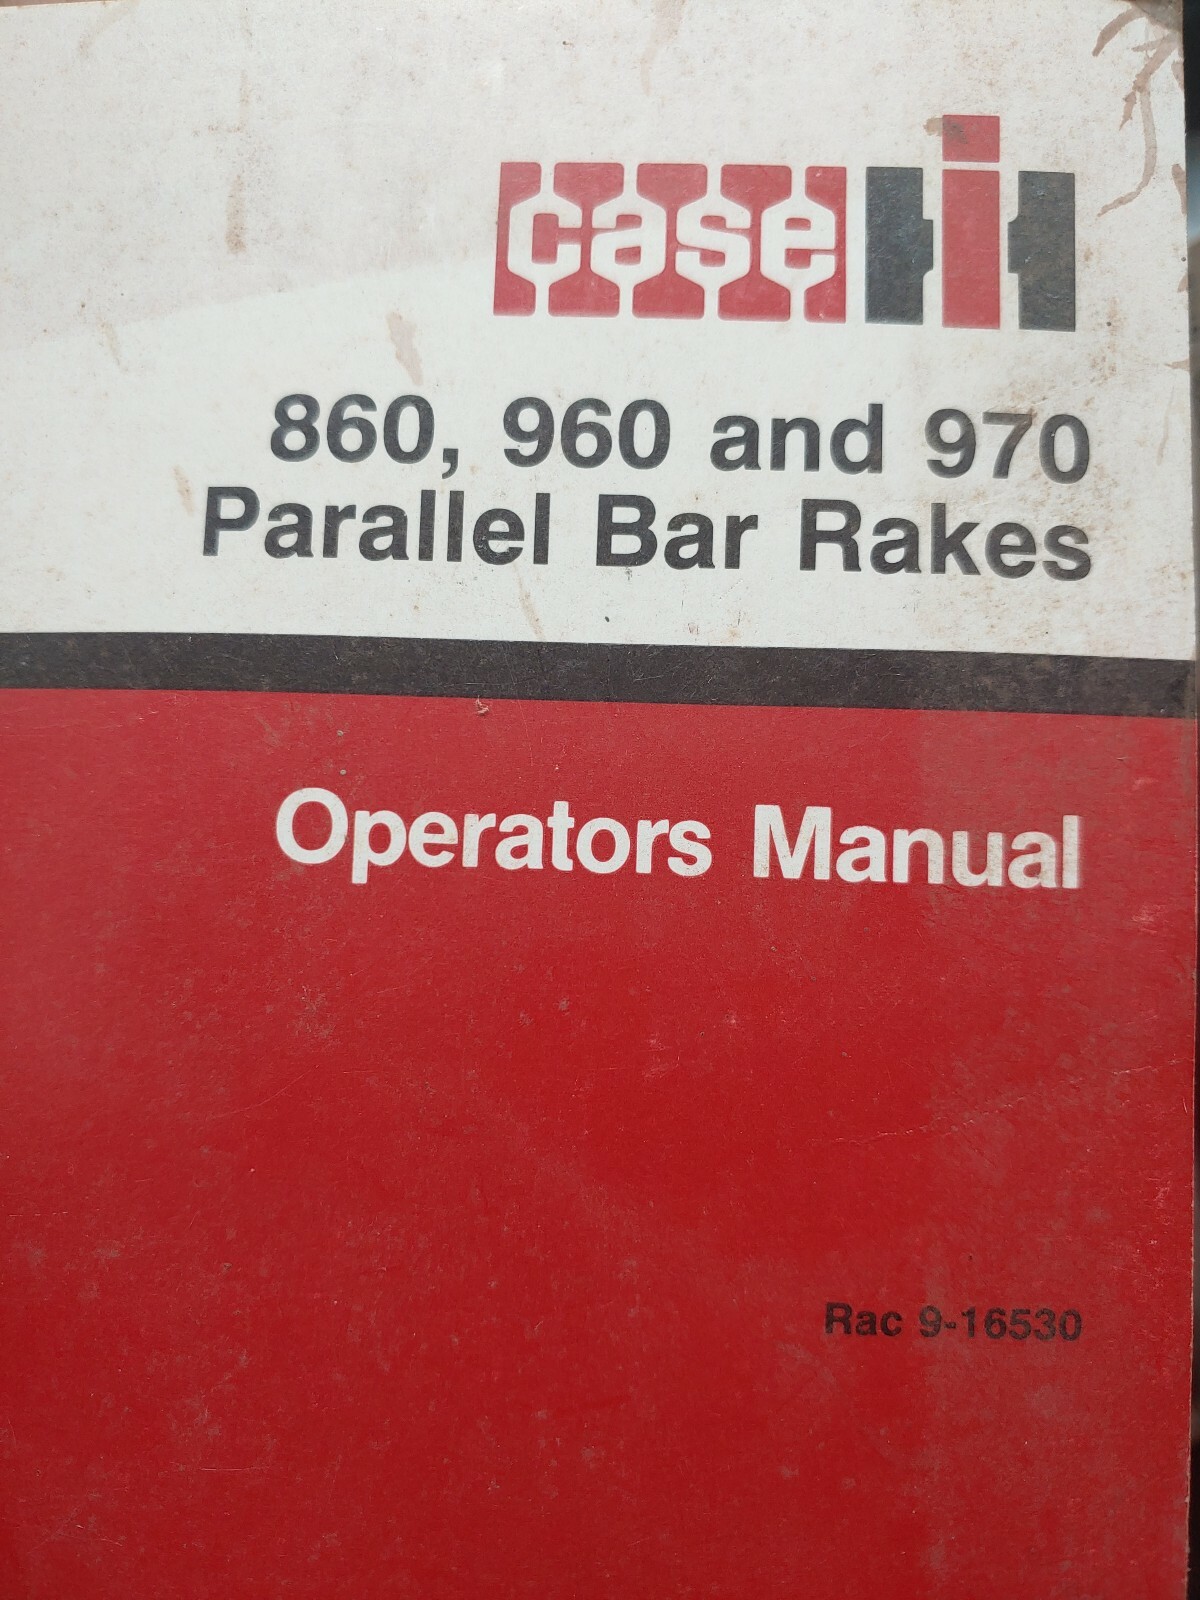 case IH
860, 960 and 970
Parallel Bar Rakes
Operators Manual
Rac 9-16530